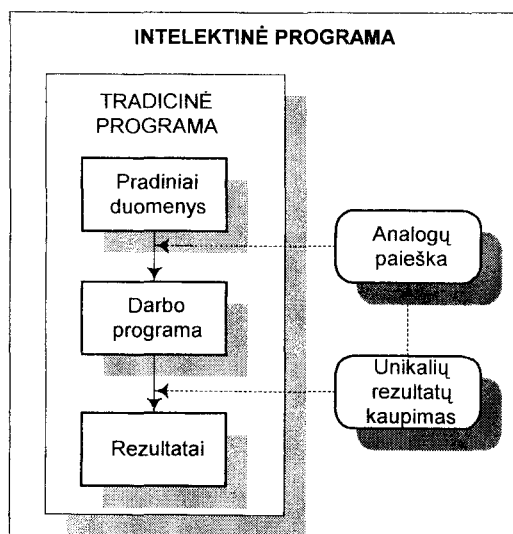 INTELEKTINĖ PROGRAMA
TRADICINĖ
PROGRAMA
Pradiniai
duomenys
Analogų
paieška
Darbo
programa
Unikalių
rezultatų
kaupimas
Rezultatai